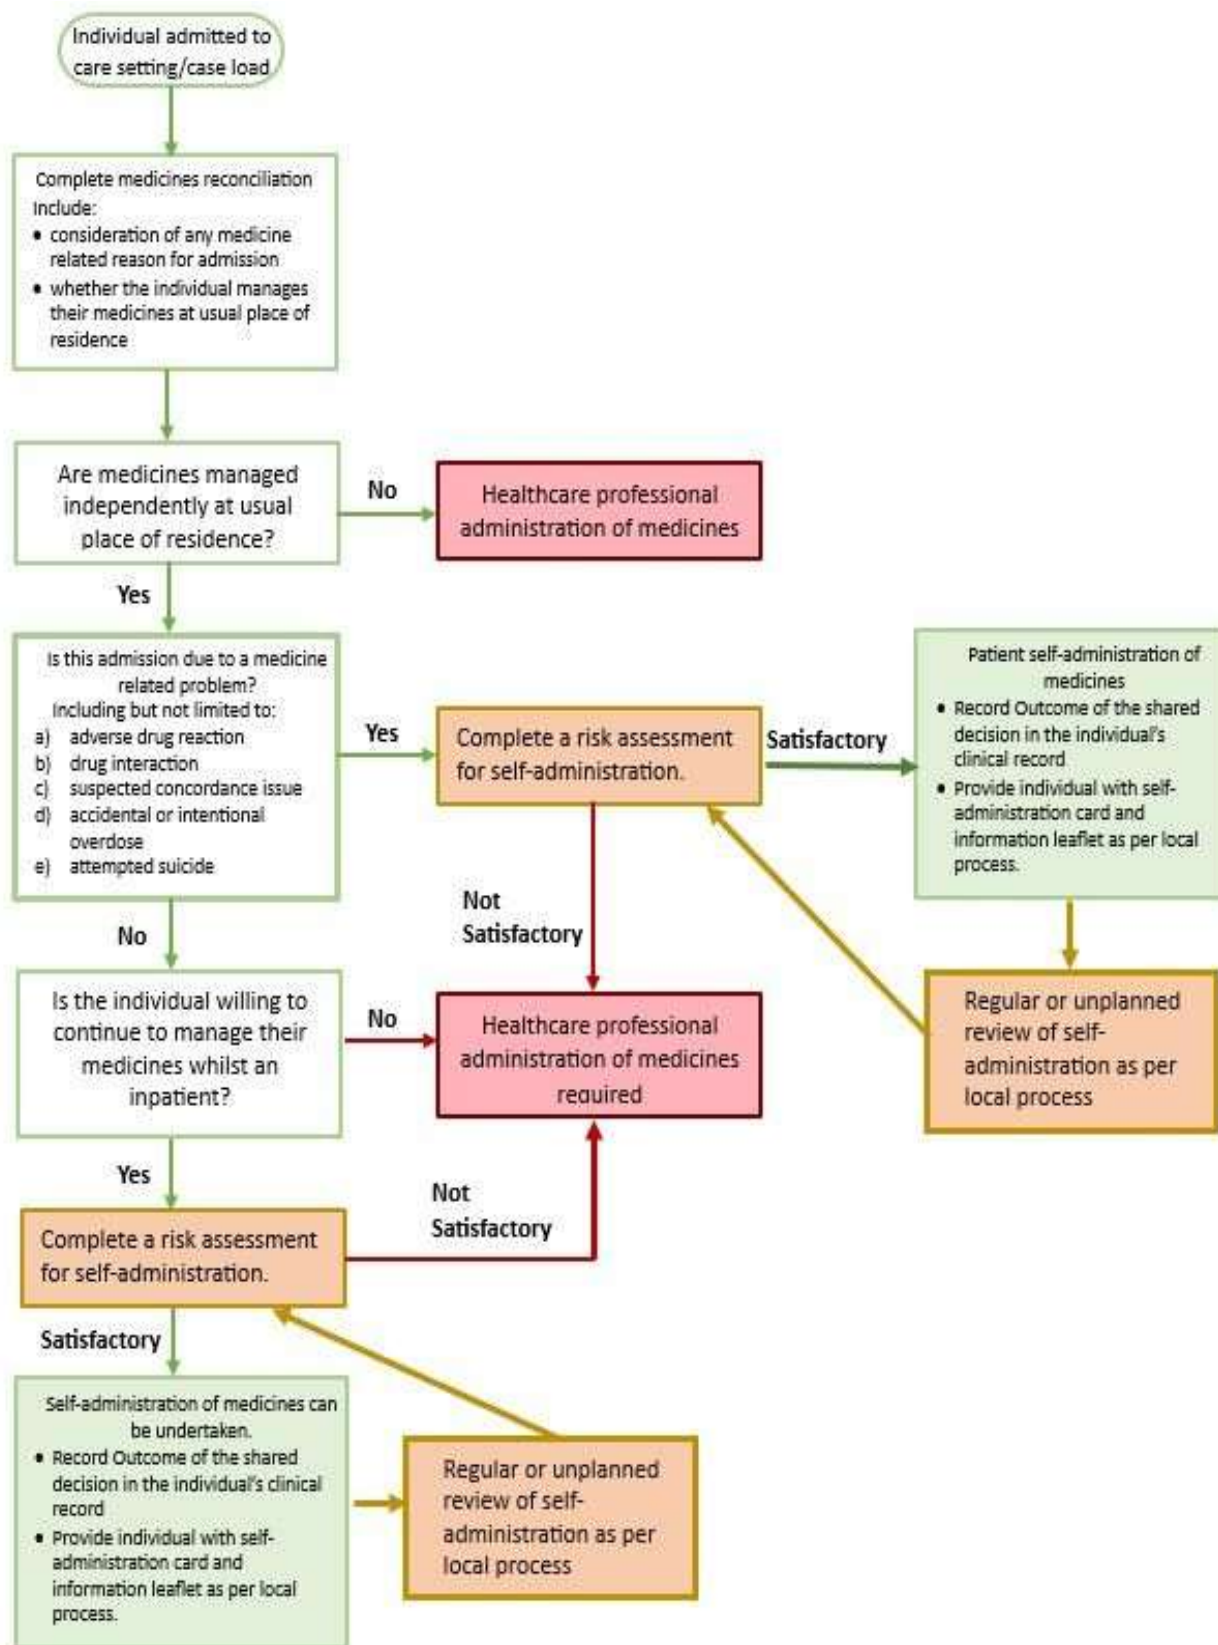 Individual admitted to
care setting/case load
Complete medicines reconciliation
Include:
• consideration of any medicine
related reason for admission
• whether the individual manages
their medicines at usual place of
residence
Are medicines managed
independently at usual
place of residence?
No
Healthcare professional
administration of medicines
Yes
Is this admission due to a medicine
related problem?
Including but not limited to:
a) adverse drug reaction
b) drug interaction
c) suspected concordance issue
d) accidental or intentional
overdose
e) attempted suicide
Yes
Complete a risk assessment
for self-administration.
Satisfactory
Patient self-administration of
medicines
• Record Outcome of the shared
decision in the individual's
clinical record
• Provide individual with self-
administration card and
information leaflet as per local
process.
Not
Satisfactory
No
Is the individual willing to
continue to manage their
medicines whilst an
inpatient?
No
Healthcare professional
administration of medicines
required
Regular or unplanned
review of self-
administration as per
local process
Yes
Not
Satisfactory
Complete a risk assessment
for self-administration.
Satisfactory
Self-administration of medicines can
be undertaken.
• Record Outcome of the shared
decision in the individual's clinical
record
• Provide individual with self-
administration card and
information leaflet as per local
process.
Regular or unplanned
review of self-
administration as per
local process